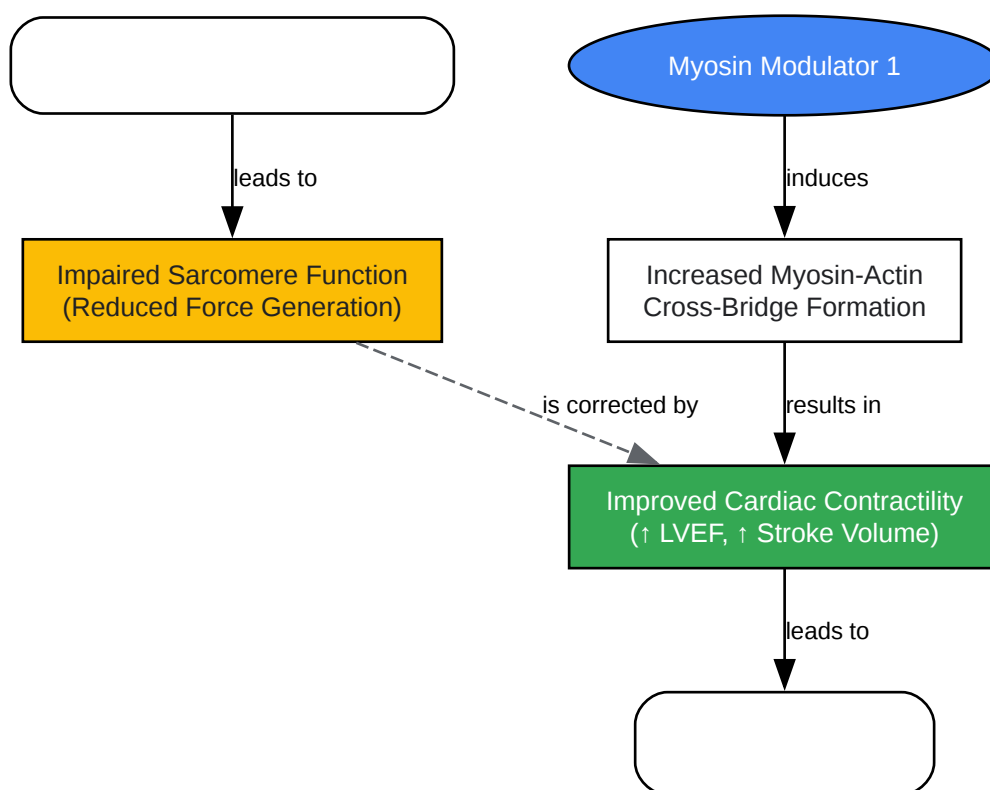 Myosin Modulator 1
leads to
induces
Impaired Sarcomere Function
(Reduced Force Generation)
Increased Myosin-Actin
Cross-Bridge Formation
is corrected by
results in
Improved Cardiac Contractility
(↑ LVEF, ↑ Stroke Volume)
leads to